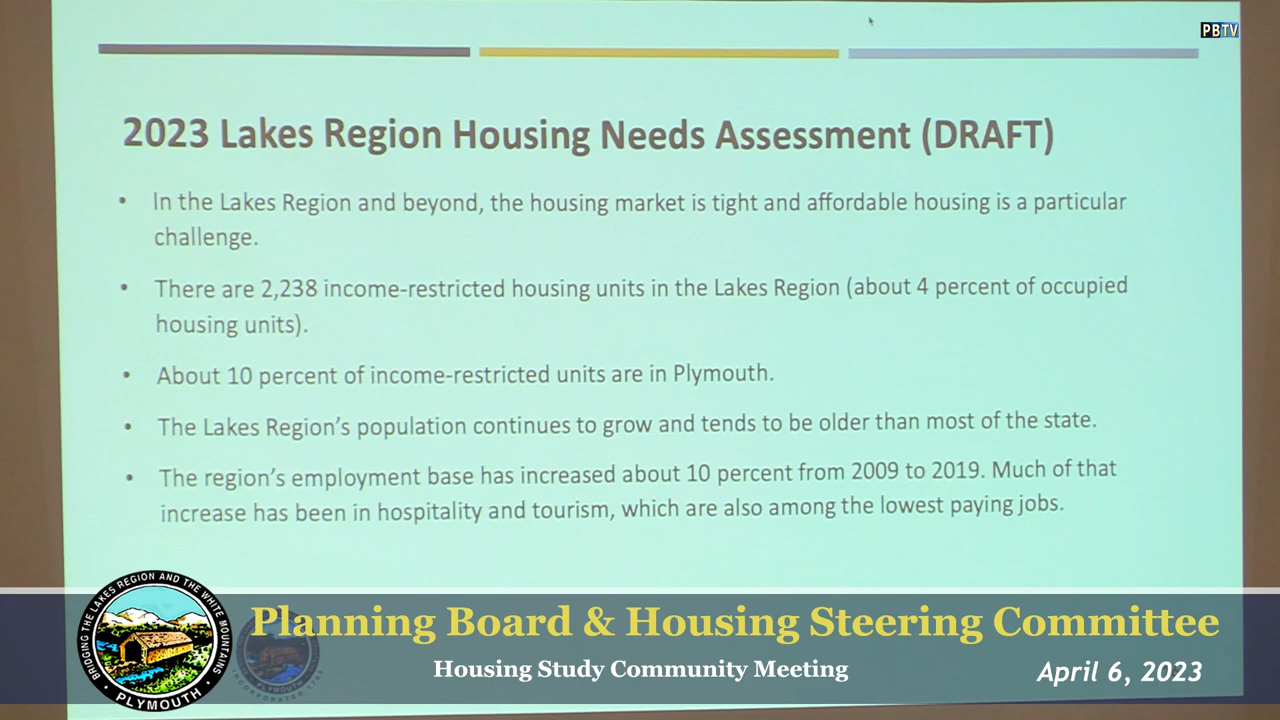 PBTV
2023 Lakes Region Housing Needs Assessment (DRAFT)
• In the Lakes Region and beyond, the housing market is tight and affordable housing is a particular
challenge.
• There are 2,238 income-restricted housing units in the Lakes Region (about 4 percent of occupied
housing units).
• About 10 percent of income-restricted units are in Plymouth.
• The Lakes Region's population continues to grow and tends to be older than most of the state.
• The region's employment base has increased about 10 percent from 2009 to 2019. Much of that
increase has been in hospitality and tourism, which are also among the lowest paying jobs.
BRIDGING THE LAKES REGION AND THE WHITE MOUNTAINS
PLYMOUTH
Planning Board & Housing Steering Committee
Housing Study Community Meeting
April 6, 2023